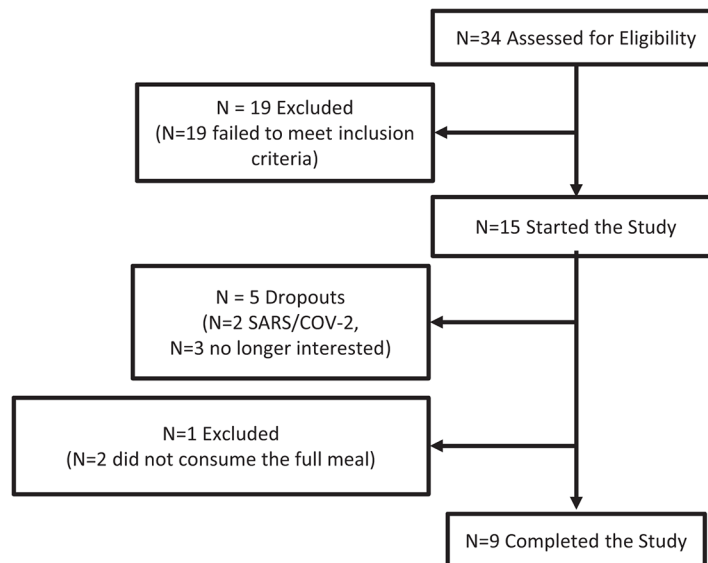 N=34 Assessed for Eligibility
N = 19 Excluded
(N=19 failed to meet inclusion
criteria)
N=15 Started the Study
N = 5 Dropouts
(N=2 SARS/COV-2,
N=3 no longer interested)
N=1 Excluded
(N=2 did not consume the full meal)
N=9 Completed the Study